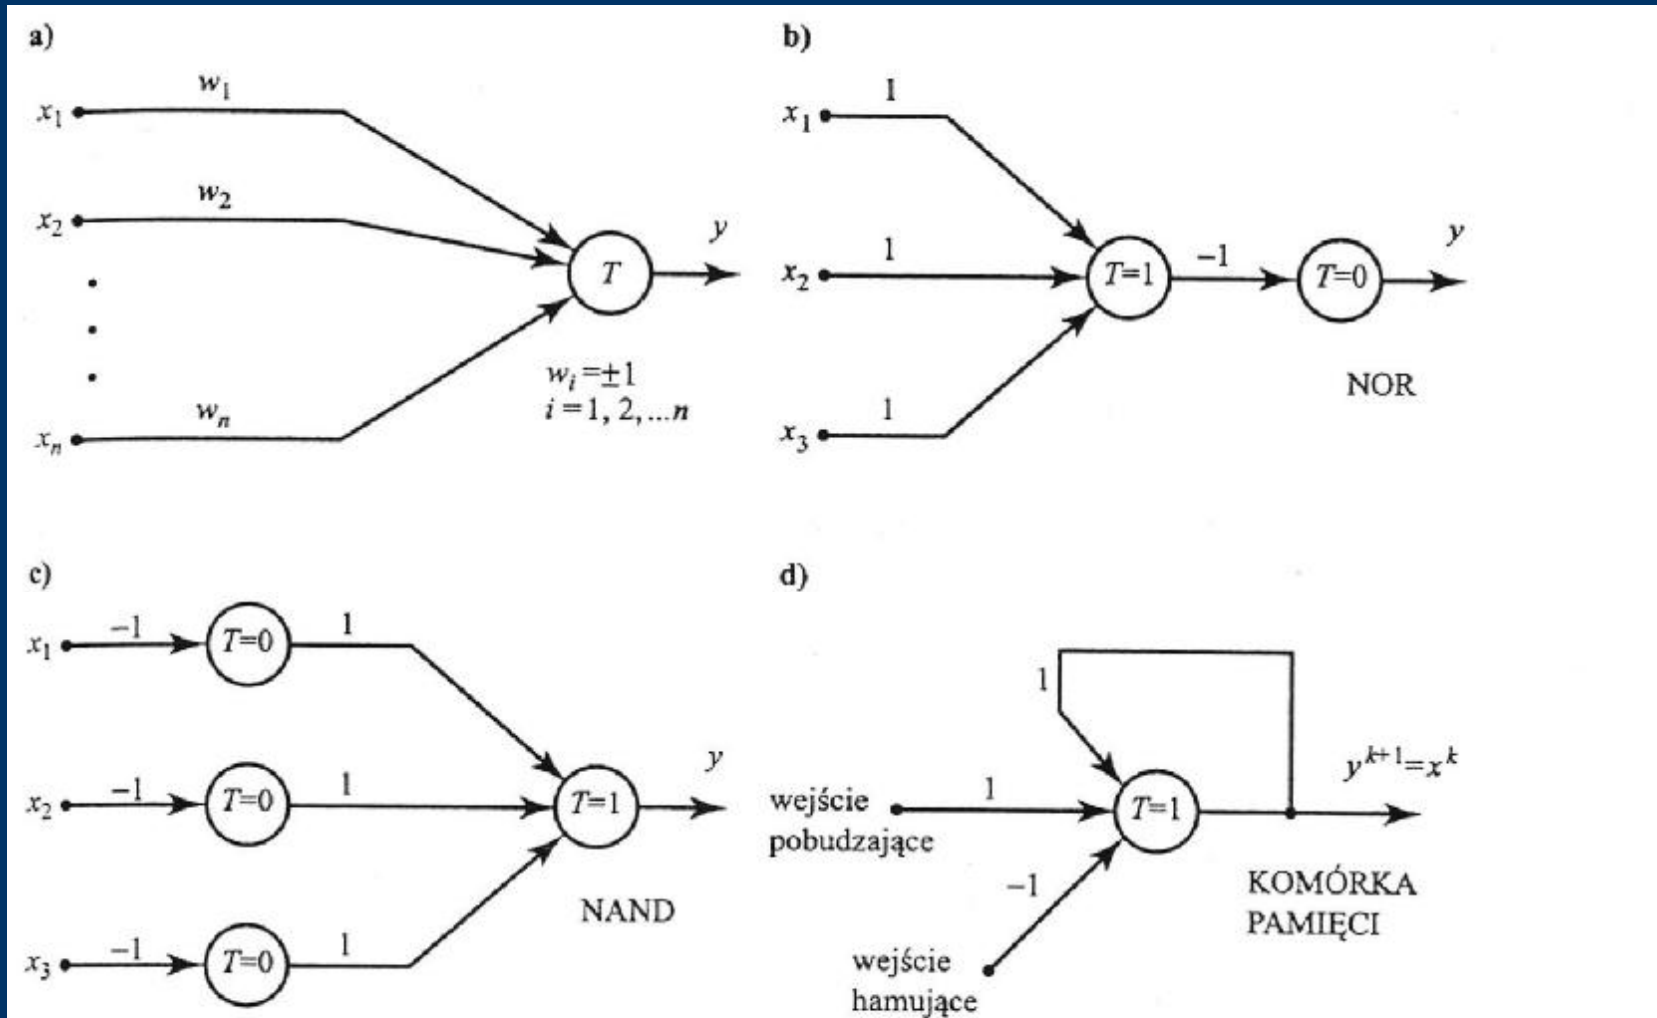 a)
x₁
w₁
x₂
w₂
xₙ
wₙ
T
y
wᵢ =±1
i =1, 2, ...n
b)
x₁
1
x₂
1
x₃
1
T=1
−1
T=0
y
NOR
c)
x₁
−1
T=0
1
x₂
−1
T=0
1
x₃
−1
T=0
1
T=1
y
NAND
d)
1
wejście
pobudzające
1
T=1
yᵏ⁺¹=xᵏ
−1
wejście
hamujące
KOMÓRKA
PAMIĘCI